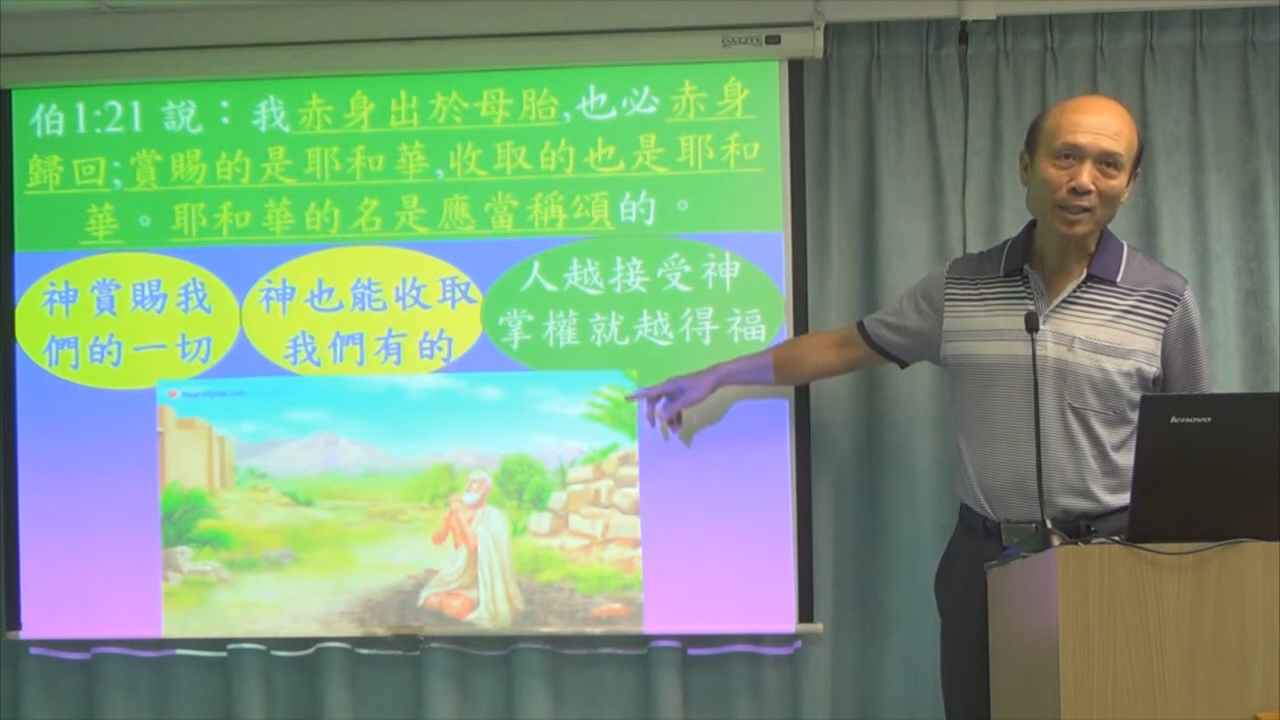 伯1:21 說：我赤身出於母胎,也必赤身
歸回;賞賜的是耶和華,收取的也是耶和
華。耶和華的名是應當稱頌的。
神賞賜我
們的一切
神也能收取
我們有的
人越接受神
掌權就越得福
lenovo